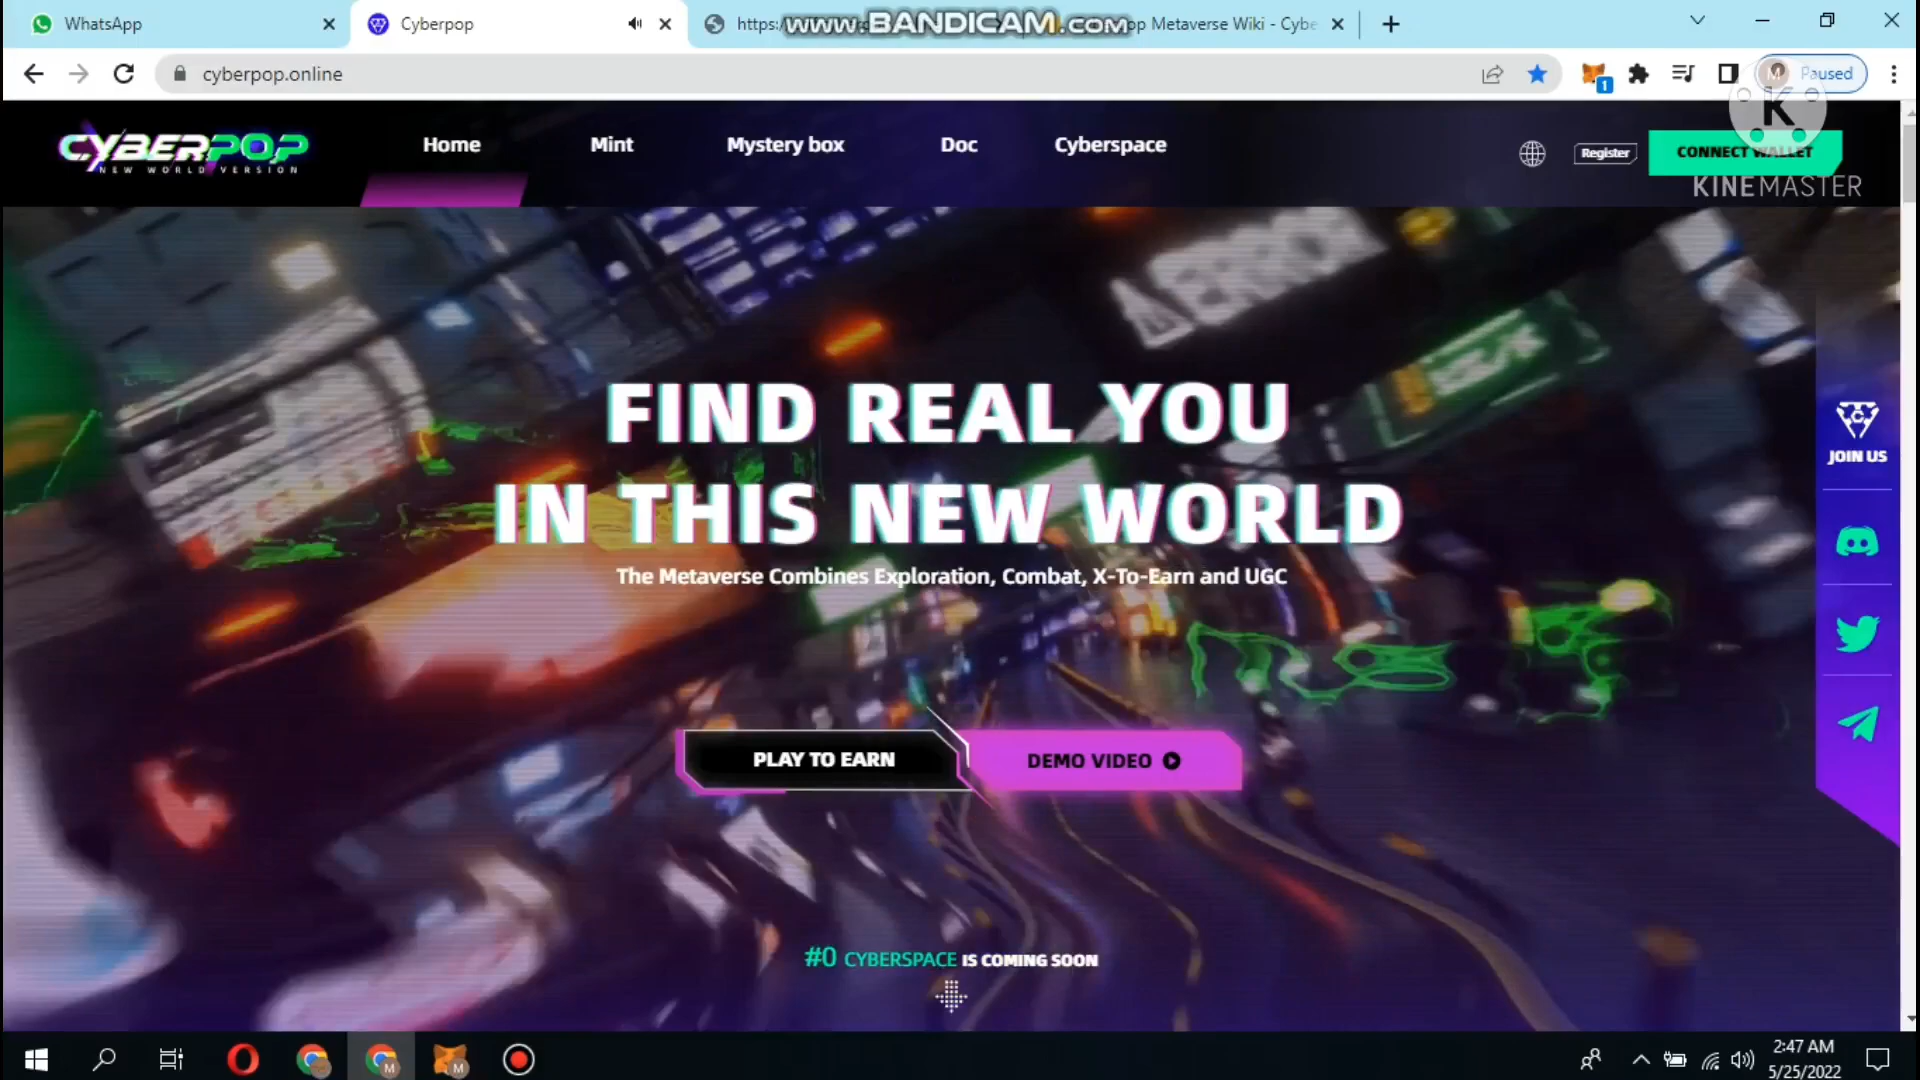 WhatsApp
Cyberpop
https:/
www.BANDICAM.com
op Metaverse Wiki - Cybe
cyberpop.online
1
M
Paused
K
CYBERPOP
NEW WORLD VERSION
Home
Mint
Mystery box
Doc
Cyberspace
Register
CONNECT WALLET
KINEMASTER
ERROR
FIND REAL YOU
IN THIS NEW WORLD
The Metaverse Combines Exploration, Combat, X-To-Earn and UGC
JOIN US
PLAY TO EARN
DEMO VIDEO
#0 CYBERSPACE IS COMING SOON
M
M
2:47 AM
5/25/2022